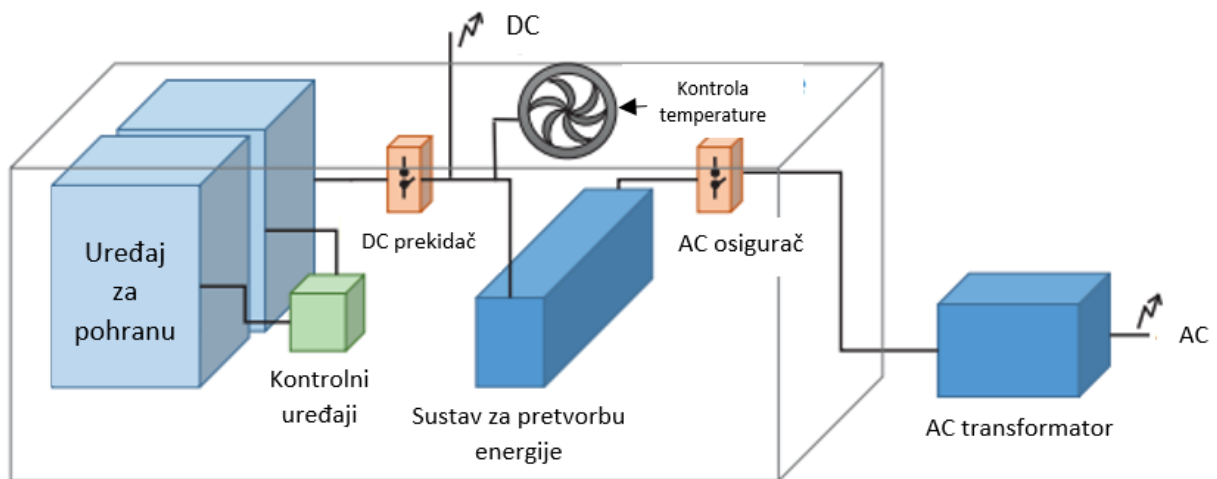 DC
Kontrola
temperature
DC prekidač
AC osigurač
Uređaj
za
pohranu
Kontrolni
uređaji
Sustav za pretvorbu
energije
AC
AC transformator